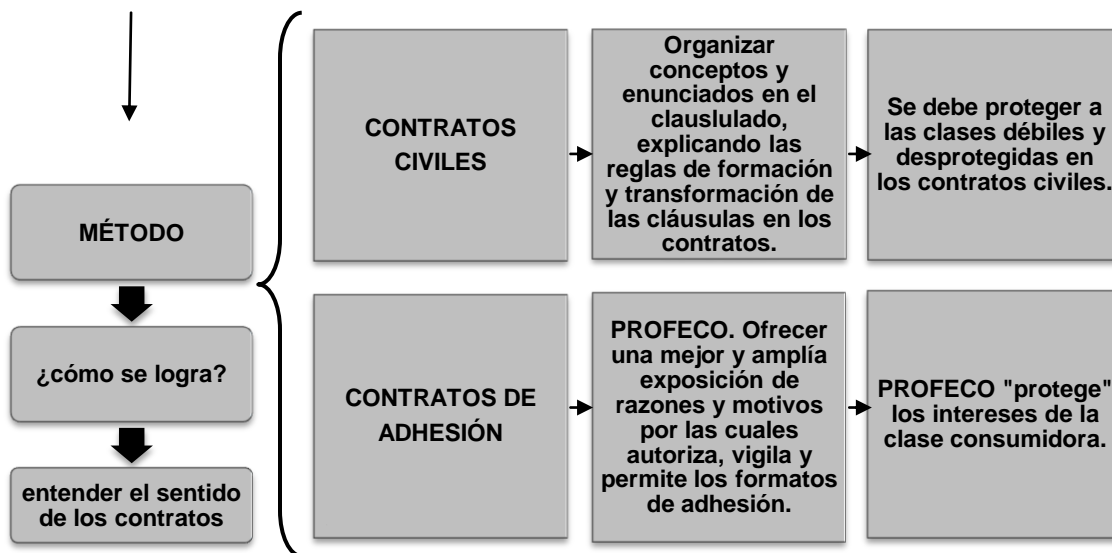 MÉTODO
¿cómo se logra?
entender el sentido
de los contratos
CONTRATOS
CIVILES
Organizar
conceptos y
enunciados en el
clauslulado,
explicando las
reglas de formación
y transformación de
las cláusulas en los
contratos.
Se debe proteger a
las clases débiles y
desprotegidas en
los contratos civiles.
CONTRATOS DE
ADHESIÓN
PROFECO. Ofrecer
una mejor y amplía
exposición de
razones y motivos
por las cuales
autoriza, vigila y
permite los formatos
de adhesión.
PROFECO "protege"
los intereses de la
clase consumidora.